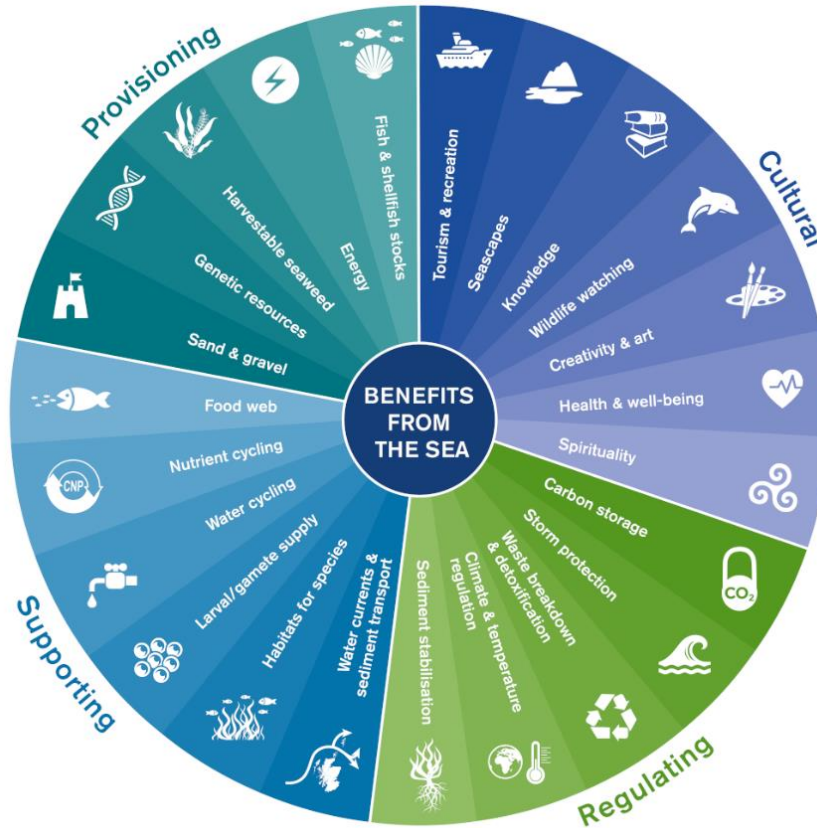 BENEFITS
FROM
THE SEA
Provisioning
Sand & gravel
Genetic resources
Harvestable seaweed
Energy
Fish & shellfish stocks
Cultural
Tourism & recreation
Seascapes
Knowledge
Wildlife watching
Creativity & art
Health & well-being
Spirituality
Regulating
Carbon storage
CO₂
Storm protection
Waste breakdown
& detoxification
Climate & temperature
regulation
Sediment stabilisation
Supporting
Water currents &
sediment transport
Habitats for species
Larval/gamete supply
Water cycling
Nutrient cycling
CNP
Food web